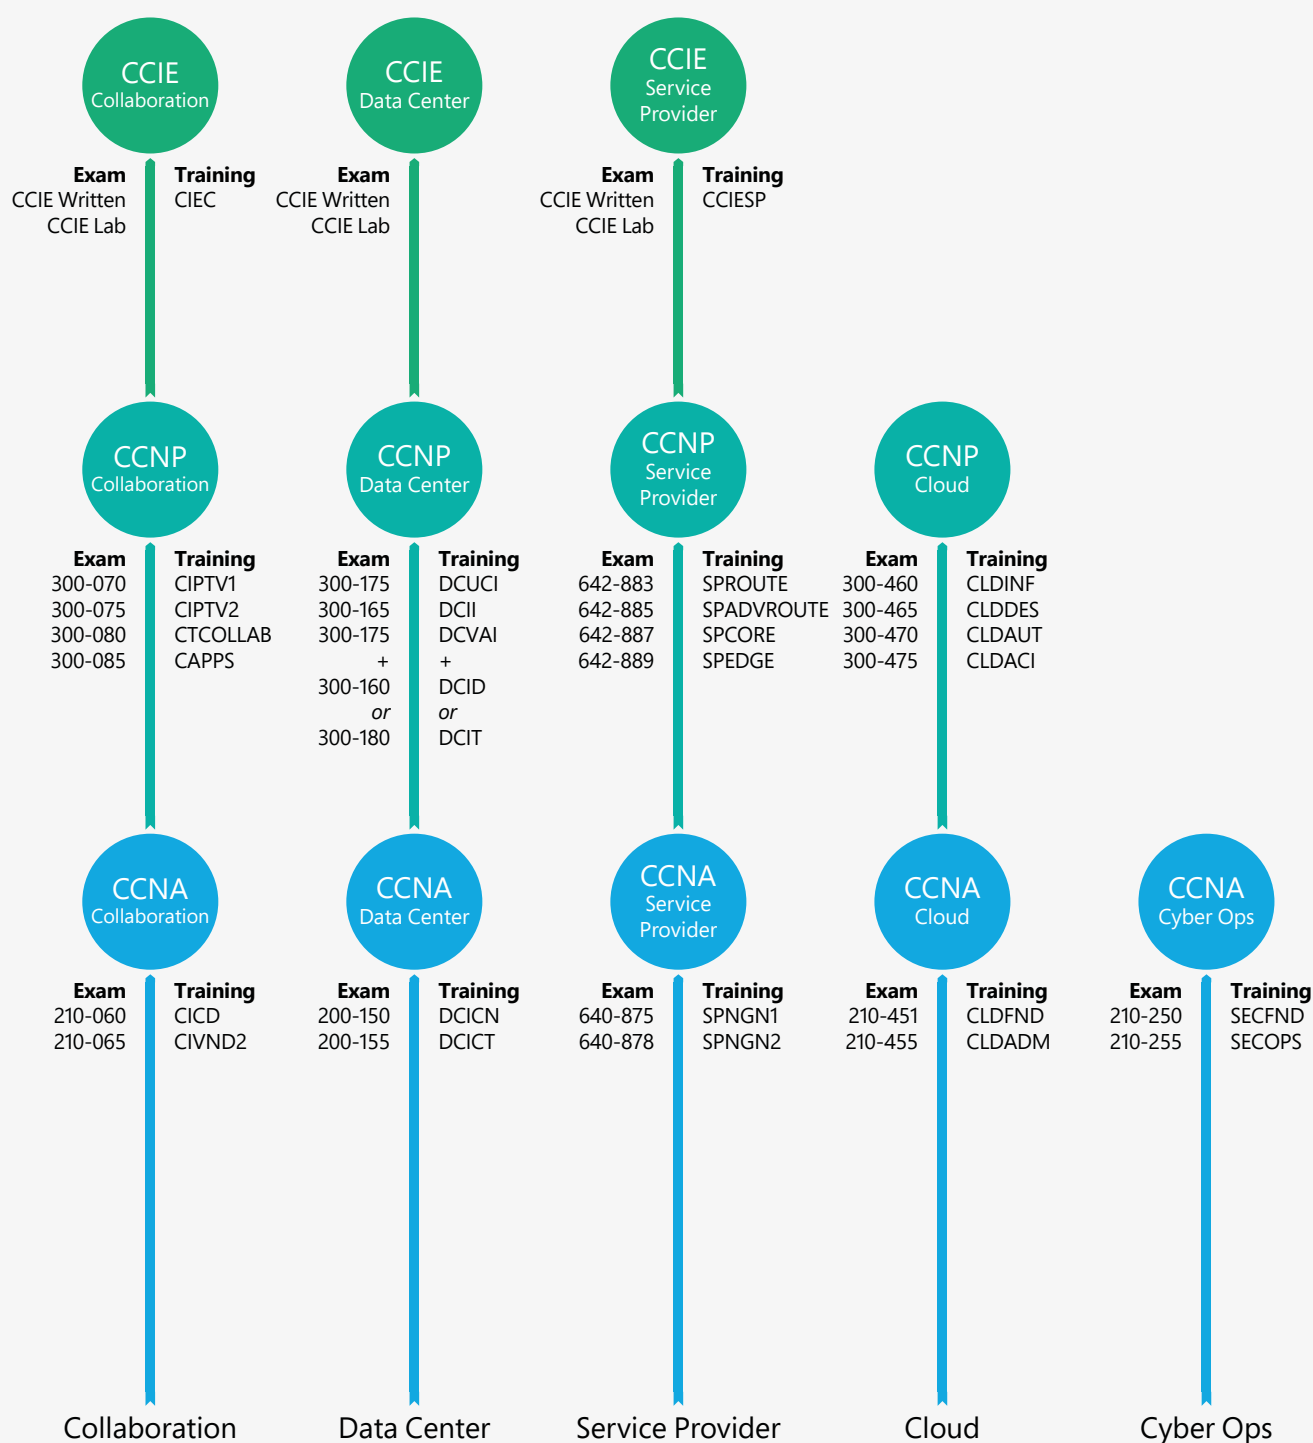 CCIE
Collaboration
CCIE
Data Center
CCIE
Service
Provider
Exam
CCIE Written
CCIE Lab
Training
CIEC
Exam
CCIE Written
CCIE Lab
Exam
CCIE Written
CCIE Lab
Training
CCIESP
CCNP
Collaboration
CCNP
Data Center
CCNP
Service
Provider
CCNP
Cloud
Exam
300-070
300-075
300-080
300-085
Training
CIPTV1
CIPTV2
CTCOLLAB
CAPPS
Exam
300-175
300-165
300-175
+
300-160
or
300-180
Training
DCUCI
DCII
DCVAI
+
DCID
or
DCIT
Exam
642-883
642-885
642-887
642-889
Training
SPROUTE
SPADVROUTE
SPCORE
SPEDGE
Exam
300-460
300-465
300-470
300-475
Training
CLDINF
CLDDES
CLDAUT
CLDACI
CCNA
Collaboration
CCNA
Data Center
CCNA
Service
Provider
CCNA
Cloud
CCNA
Cyber Ops
Exam
210-060
210-065
Training
CICD
CIVND2
Exam
200-150
200-155
Training
DCICN
DCICT
Exam
640-875
640-878
Training
SPNGN1
SPNGN2
Exam
210-451
210-455
Training
CLDFND
CLDADM
Exam
210-250
210-255
Training
SECFND
SECOPS
Collaboration
Data Center
Service Provider
Cloud
Cyber Ops